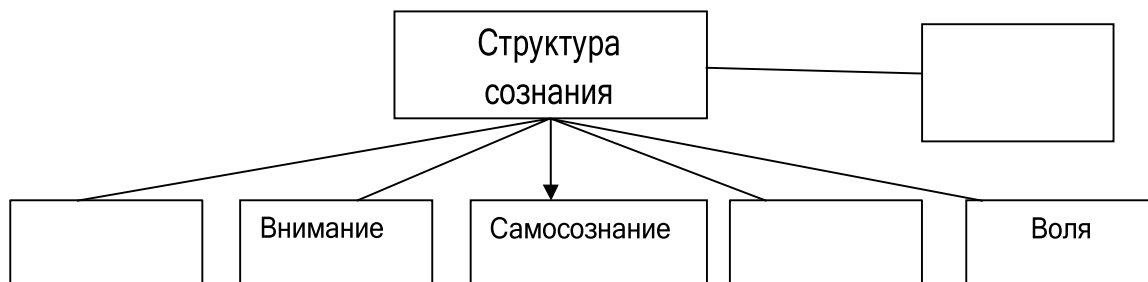 Структура
сознания
Внимание
Самосознание
Воля